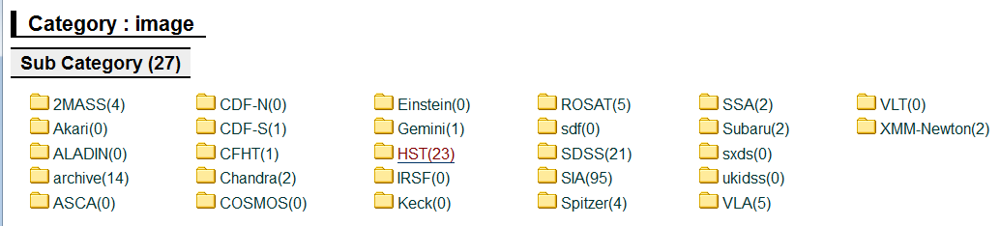 Category : image
Sub Category (27)
2MASS(4) CDF-N(0) Einstein(0) ROSAT(5) SSA(2) VLT(0)
Akari(0) CDF-S(1) Gemini(1) sdf(0) Subaru(2) XMM-Newton(2)
ALADIN(0) CFHT(1) HST(23) SDSS(21) sxds(0)
archive(14) Chandra(2) IRSF(0) SIA(95) ukidss(0)
ASCA(0) COSMOS(0) Keck(0) Spitzer(4) VLA(5)